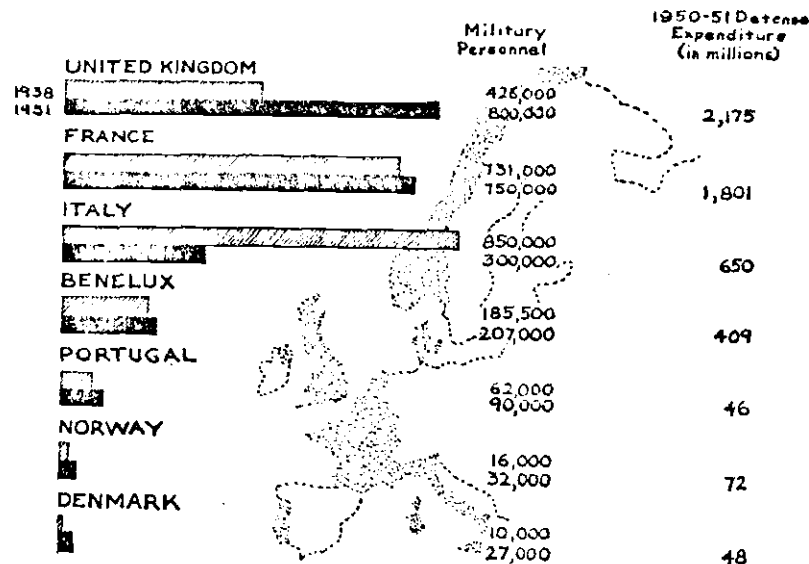 Military
Personnel
1950-51 Defense
Expenditure
(in millions)
UNITED KINGDOM
1938 426,000
1951 800,000 2,175
FRANCE
731,000
750,000 1,801
ITALY
850,000
300,000 650
BENELUX
185,500
207,000 409
PORTUGAL
62,000
90,000 46
NORWAY
16,000
32,000 72
DENMARK
10,000
27,000 48